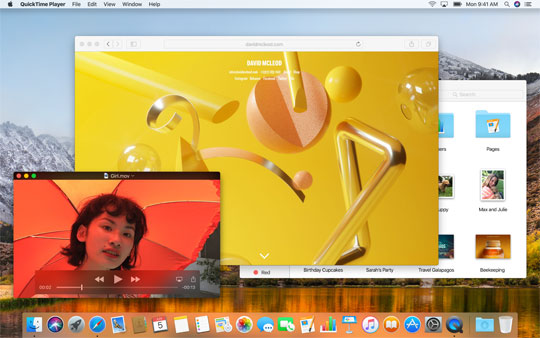 QuickTime Player File Edit View Window Help
Mon 9:41 AM
davidmcleod.com
DAVID MCLEOD
Search
Pages
Girl.mov
Max and Julie
00:02
-00:13
Red
Birthday Cupcakes Sarah's Party Travel Galapagos Beekeeping
5